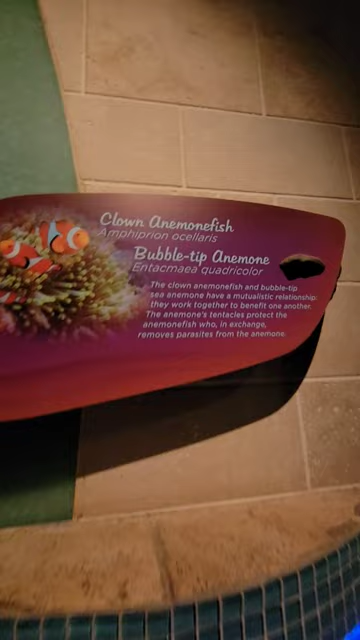 Clown Anemonefish
Amphiprion ocellaris
Bubble-tip Anemone
Entacmaea quadricolor
The clown anemonefish and bubble-tip
sea anemone have a mutualistic relationship:
they work together to benefit one another.
The anemone's tentacles protect the
anemonefish who, in exchange,
removes parasites from the anemone.